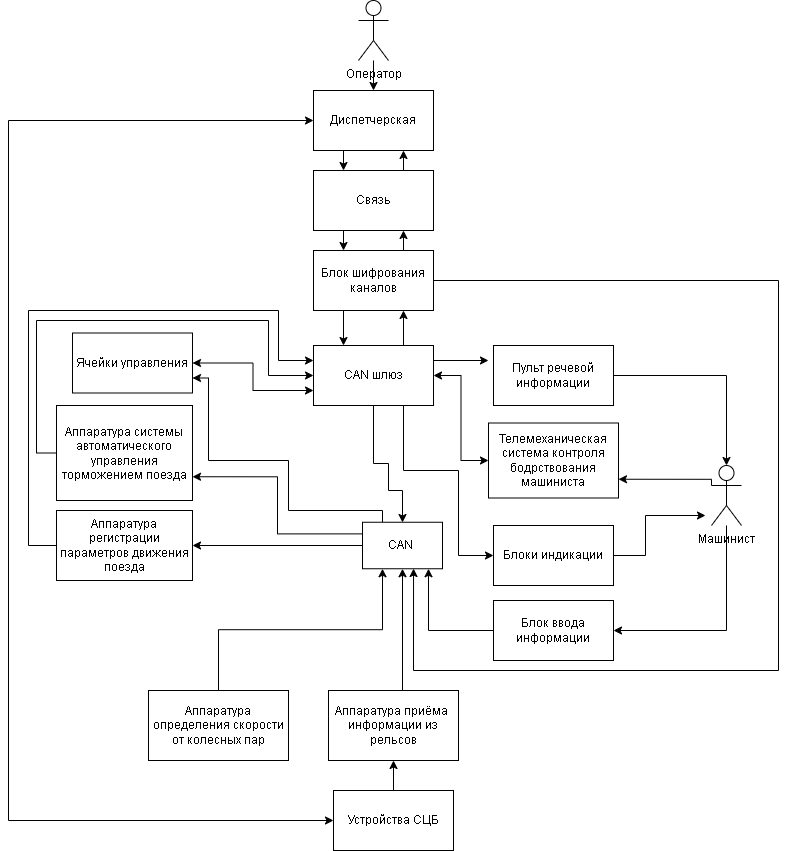 Оператор
Диспетчерская
Связь
Блок шифрования
каналов
Ячейки управления
CAN шлюз
Пульт речевой
информации
Аппаратура системы
автоматического
управления
торможением поезда
Телемеханическая
система контроля
бодрствования
машиниста
Аппаратура
регистрации
параметров движения
поезда
CAN
Блоки индикации
Машинист
Блок ввода
информации
Аппаратура
определения скорости
от колесных пар
Аппаратура приёма
информации из
рельсов
Устройства СЦБ